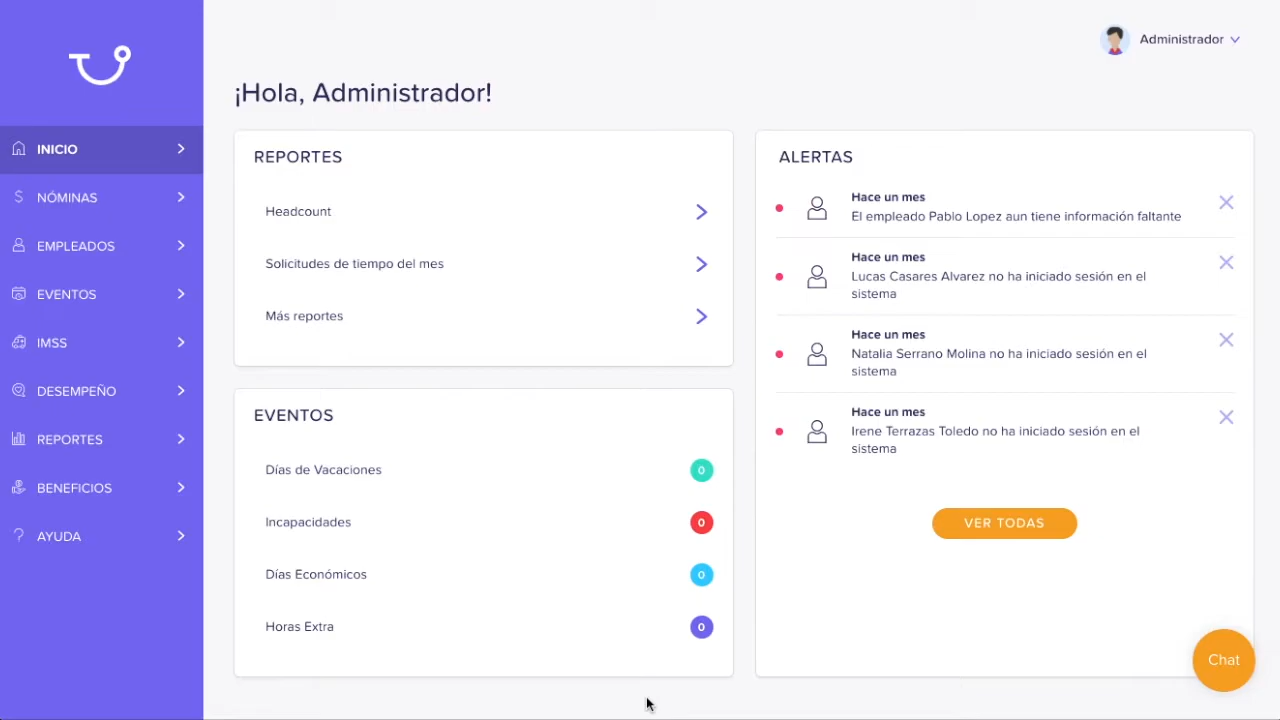 Administrador
¡Hola, Administrador!
INICIO
NÓMINAS
EMPLEADOS
EVENTOS
IMSS
DESEMPEÑO
REPORTES
BENEFICIOS
AYUDA
REPORTES
Headcount
Solicitudes de tiempo del mes
Más reportes
EVENTOS
Días de Vacaciones 0
Incapacidades 0
Días Económicos 0
Horas Extra 0
ALERTAS
Hace un mes
El empleado Pablo Lopez aun tiene información faltante
Hace un mes
Lucas Casares Alvarez no ha iniciado sesión en el
sistema
Hace un mes
Natalia Serrano Molina no ha iniciado sesión en el
sistema
Hace un mes
Irene Terrazas Toledo no ha iniciado sesión en el
sistema
VER TODAS
Chat